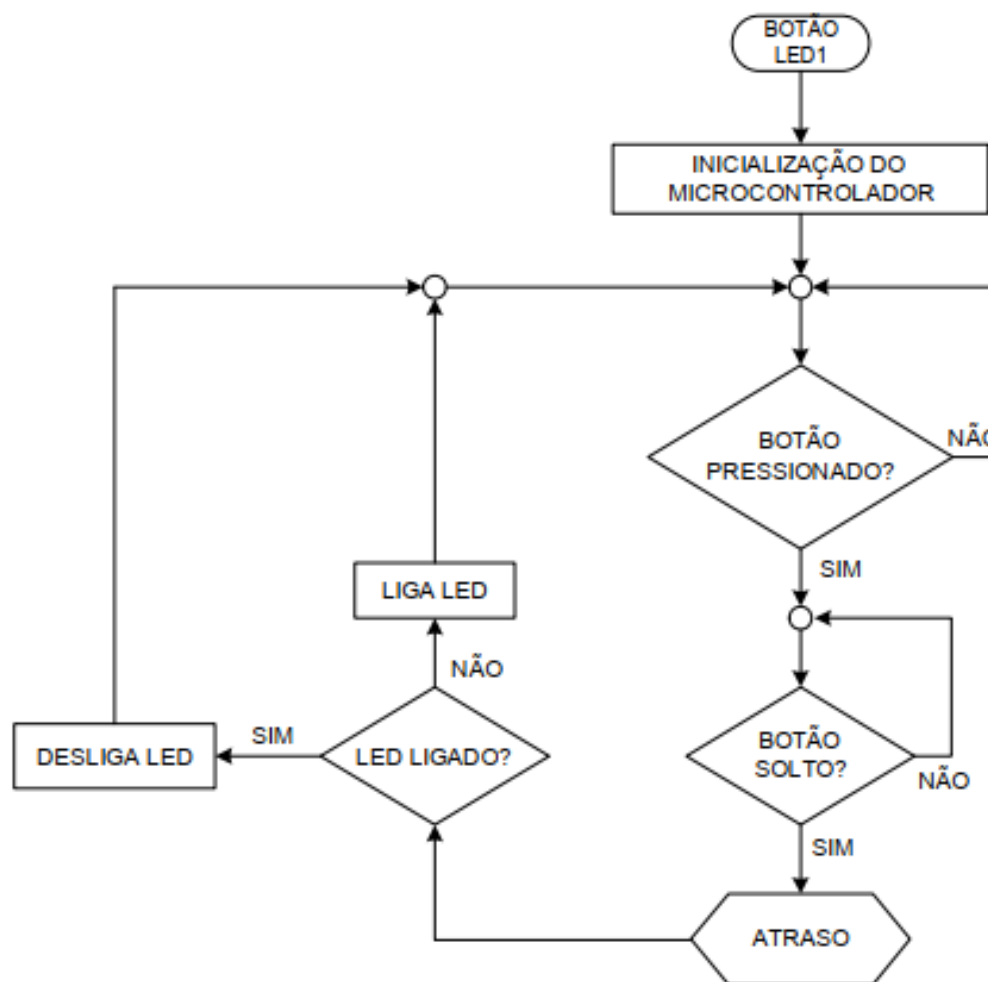 BOTÃO
LED1
INICIALIZAÇÃO DO
MICROCONTROLADOR
BOTÃO
PRESSIONADO?
NÃO
SIM
LIGA LED
NÃO
DESLIGA LED
SIM
LED LIGADO?
BOTÃO
SOLTO?
NÃO
SIM
ATRASO